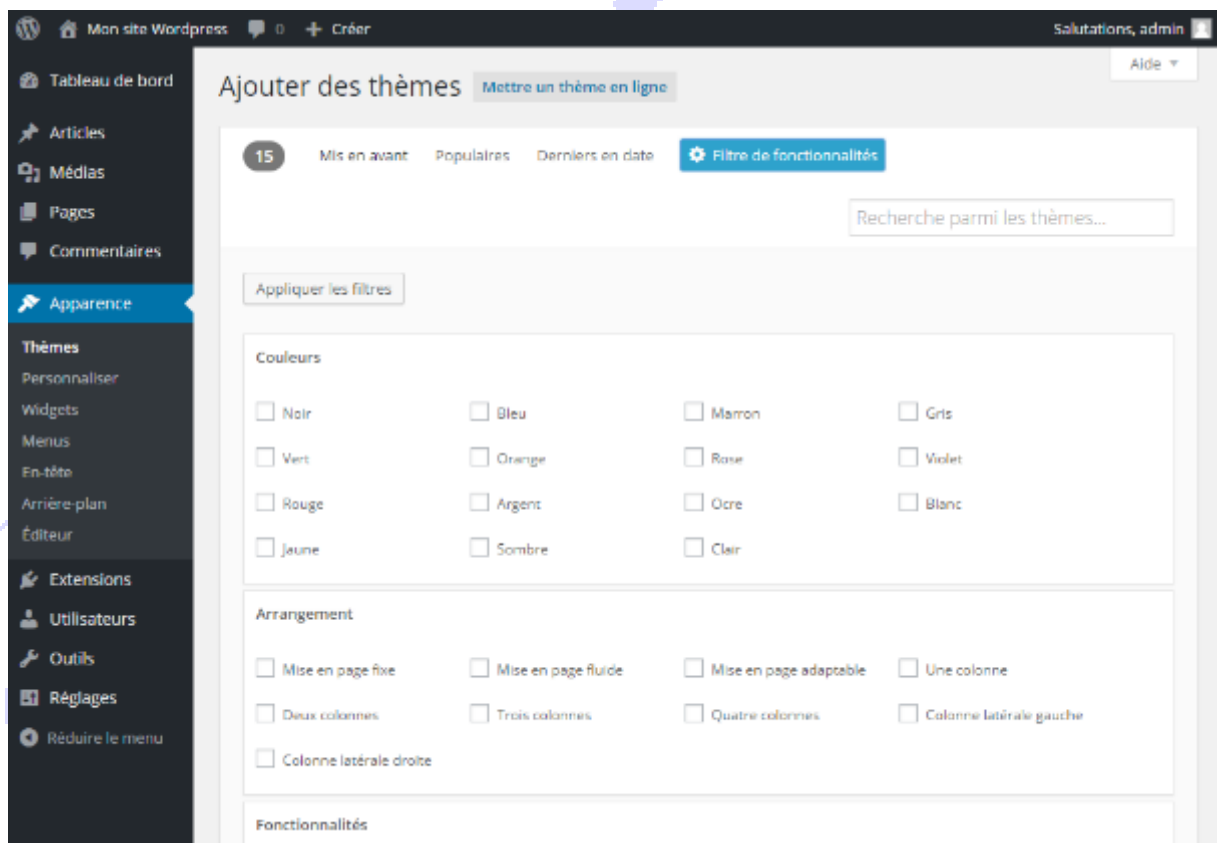 Mon site Wordpress 0 + Créer Salutations, admin
Aide
Tableau de bord
Articles
Médias
Pages
Commentaires
Apparence
Thèmes
Personnaliser
Widgets
Menus
En-tête
Arrière-plan
Éditeur
Extensions
Utilisateurs
Outils
Réglages
Réduire le menu
Ajouter des thèmes Mettre un thème en ligne
15 Mis en avant Populaires Derniers en date Filtre de fonctionnalités
Recherche parmi les thèmes...
Appliquer les filtres
Couleurs
Noir Bleu Marron Gris
Vert Orange Rose Violet
Rouge Argent Ocre Blanc
Jaune Sombre Clair
Arrangement
Mise en page fixe Mise en page fluide Mise en page adaptable Une colonne
Deux colonnes Trois colonnes Quatre colonnes Colonne latérale gauche
Colonne latérale droite
Fonctionnalités